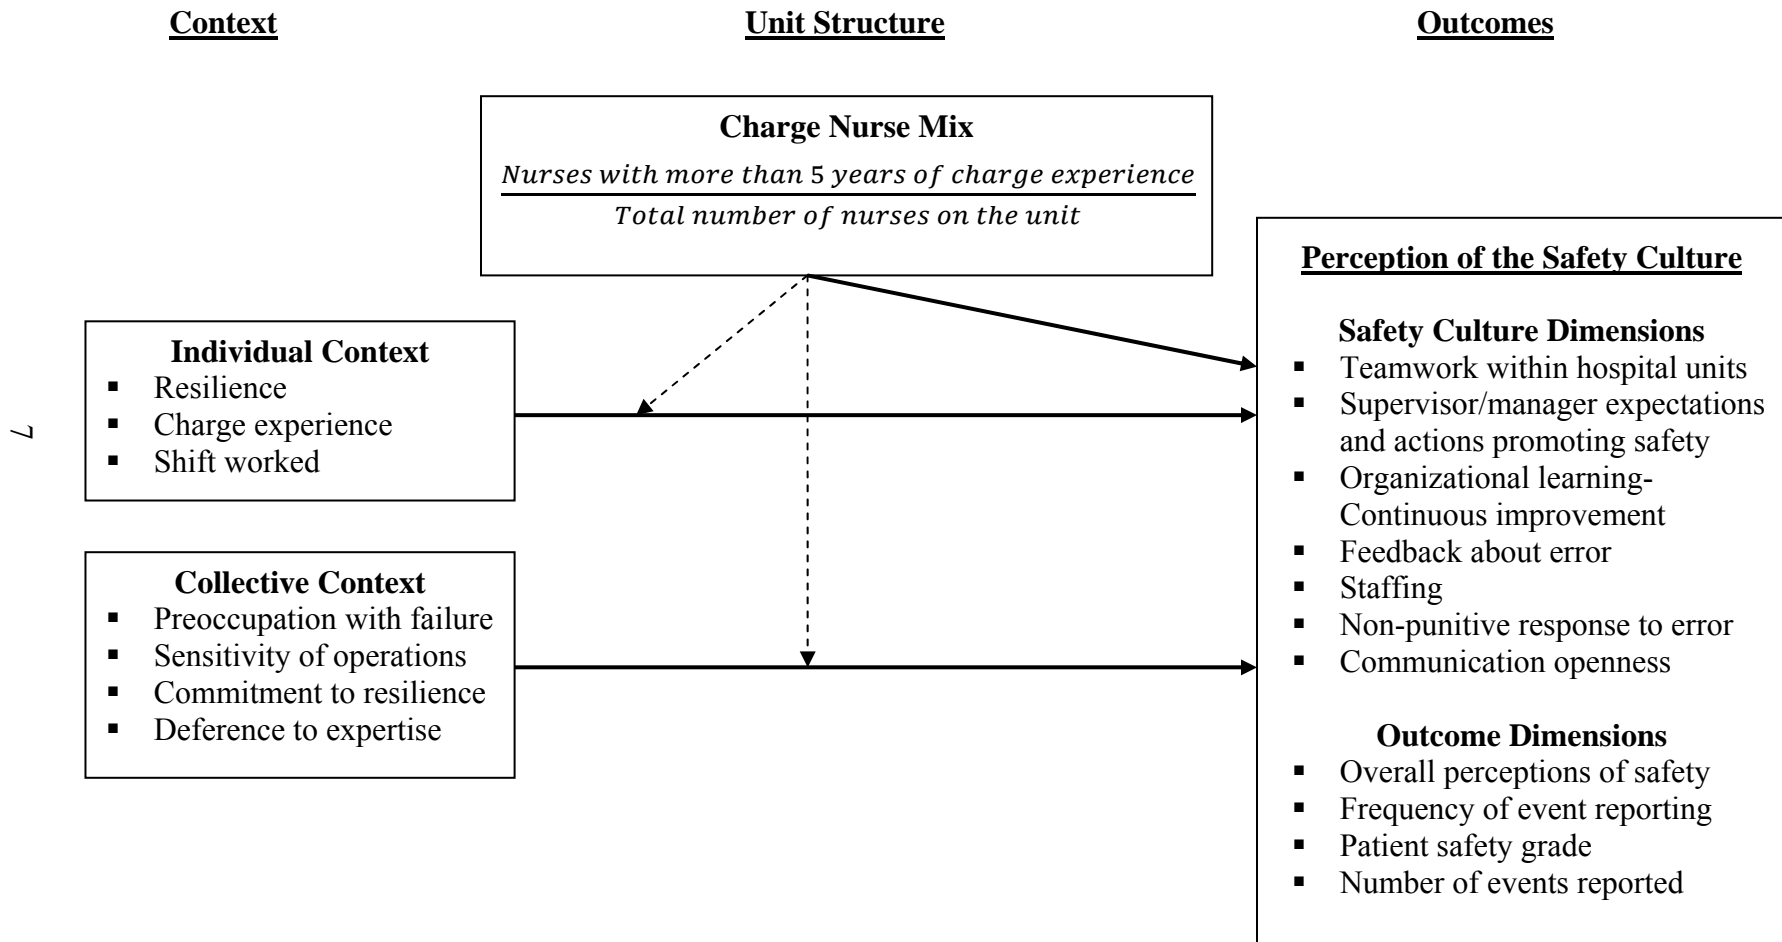 Context
Unit Structure
Outcomes
Charge Nurse Mix
Nurses with more than 5 years of charge experience
Total number of nurses on the unit
Individual Context
▪ Resilience
▪ Charge experience
▪ Shift worked
7
Collective Context
▪ Preoccupation with failure
▪ Sensitivity of operations
▪ Commitment to resilience
▪ Deference to expertise
Perception of the Safety Culture
Safety Culture Dimensions
▪ Teamwork within hospital units
▪ Supervisor/manager expectations
and actions promoting safety
▪ Organizational learning-
Continuous improvement
▪ Feedback about error
▪ Staffing
▪ Non-punitive response to error
▪ Communication openness
Outcome Dimensions
▪ Overall perceptions of safety
▪ Frequency of event reporting
▪ Patient safety grade
▪ Number of events reported